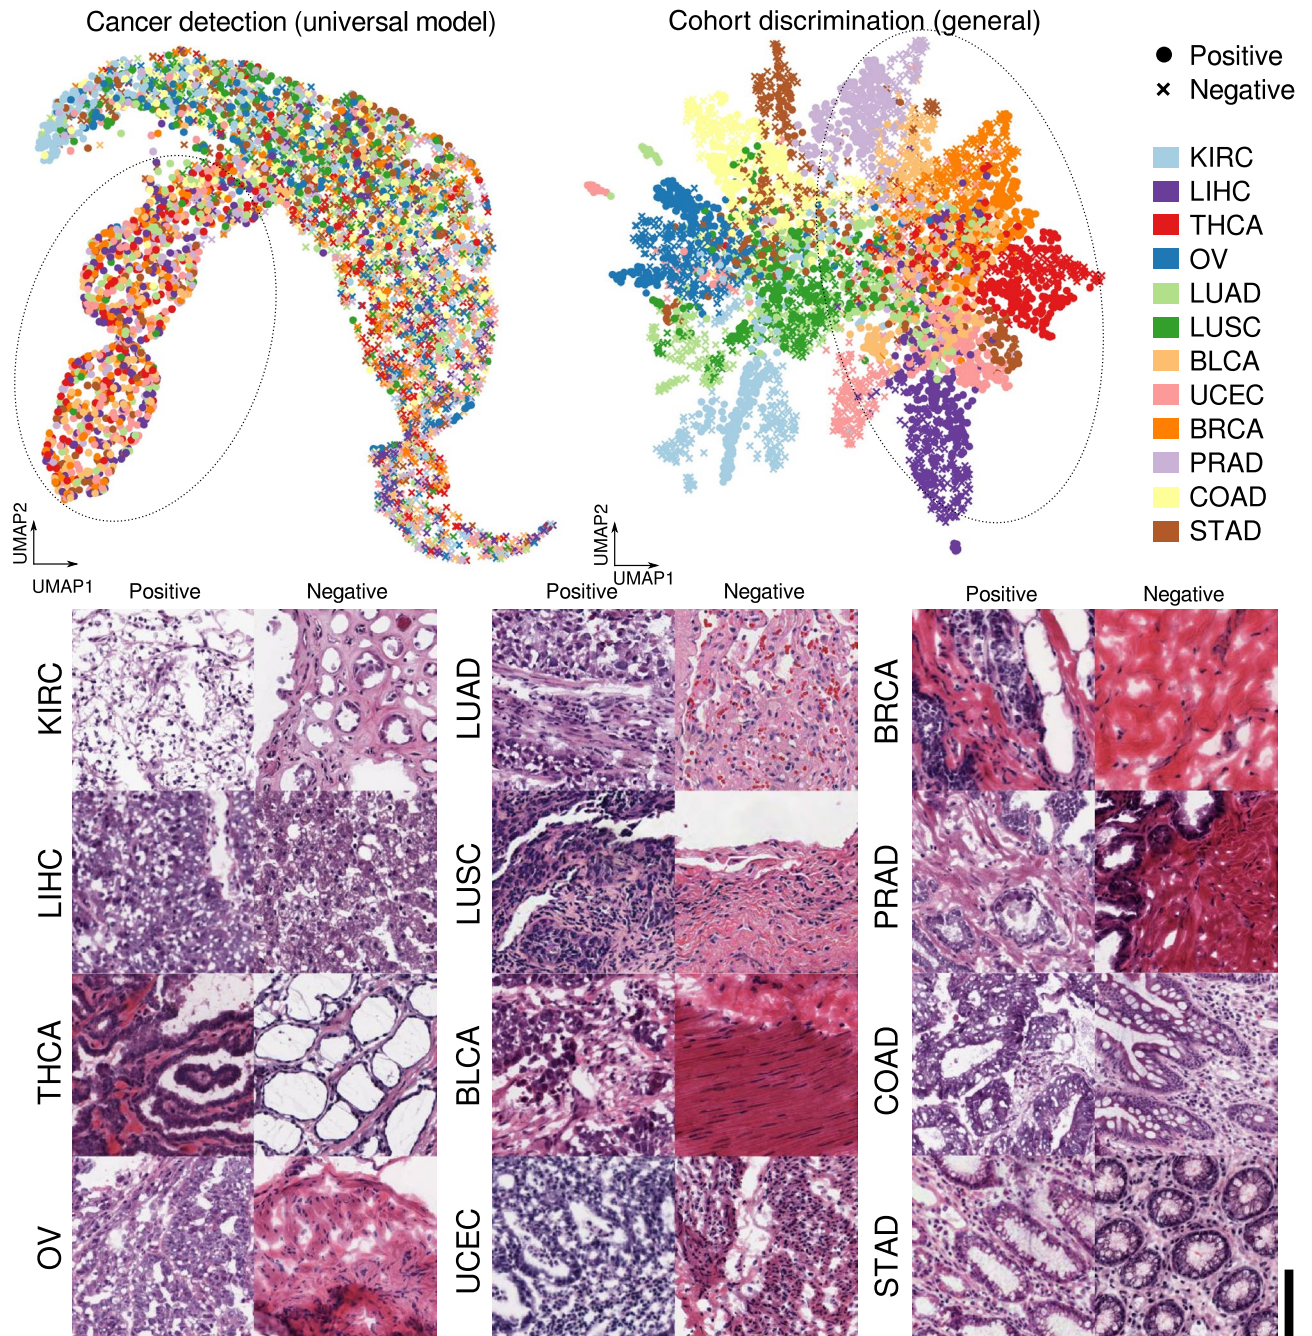 Cancer detection (universal model)
Cohort discrimination (general)
Positive
Negative
KIRC
LIHC
THCA
OV
LUAD
LUSC
BLCA
UCEC
BRCA
PRAD
COAD
STAD
UMAP2
UMAP1
UMAP2
UMAP1
Positive Negative
Positive Negative
Positive Negative
KIRC
LUAD
BRCA
LIHC
LUSC
PRAD
THCA
BLCA
COAD
OV
UCEC
STAD